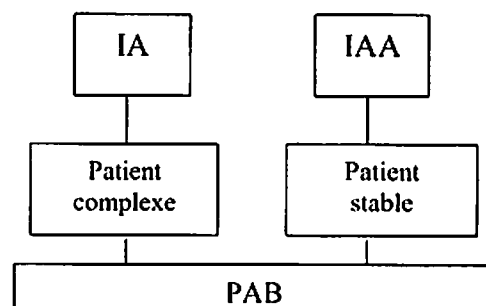 IA
IAA
Patient
complexe
Patient
stable
PAB